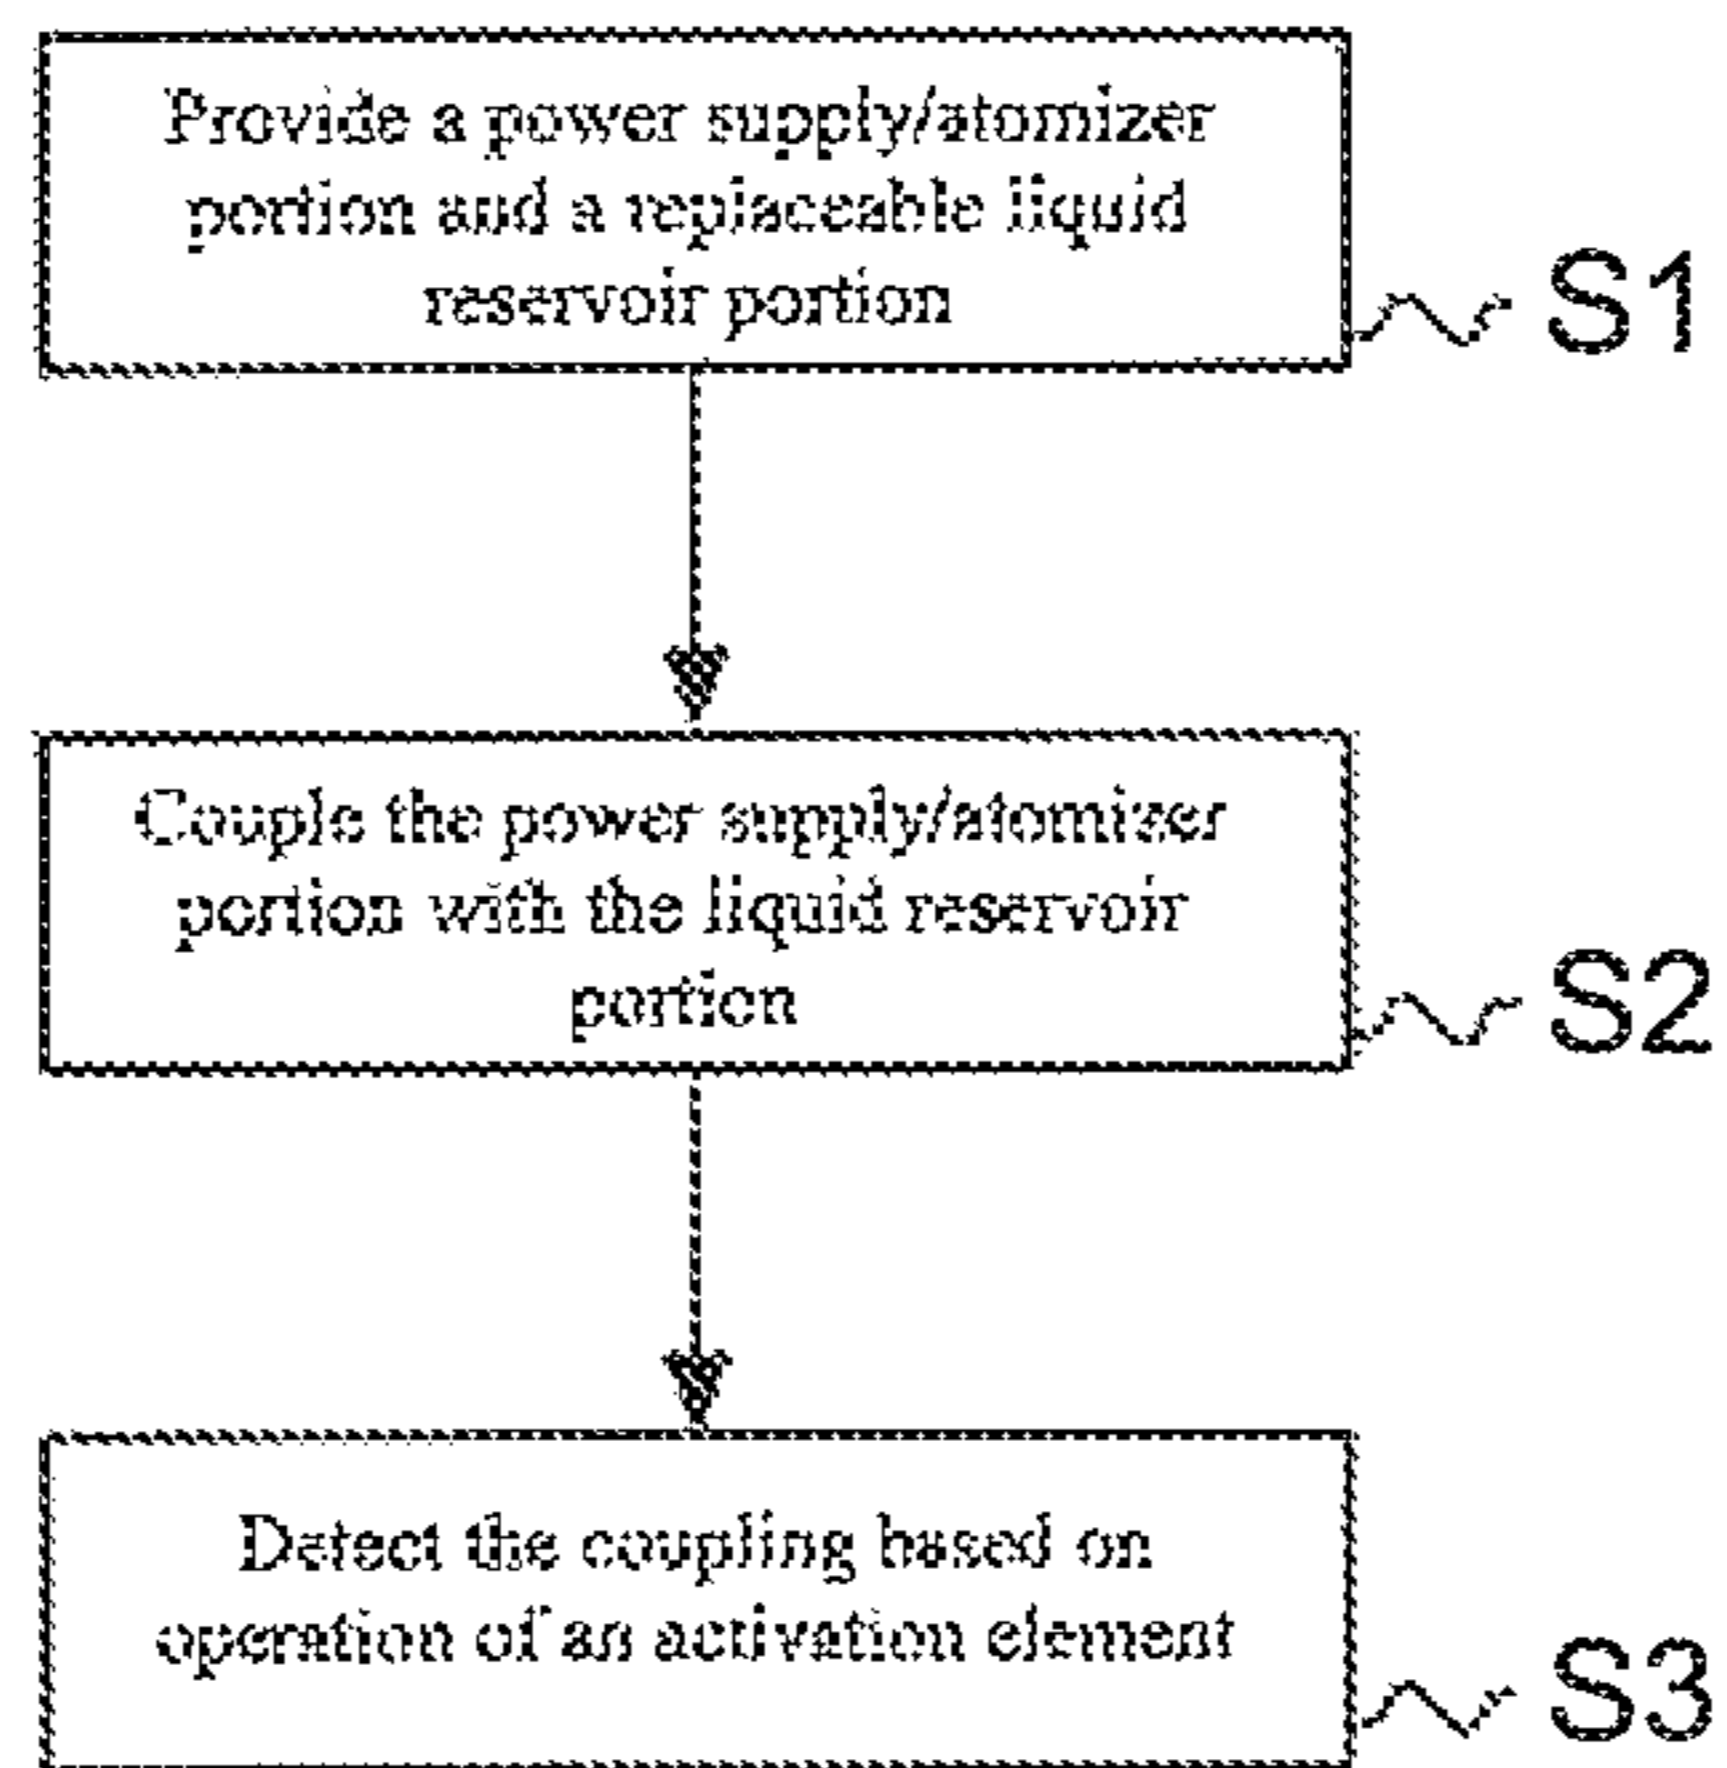 Provide a power supply/atomizer
portion and a replaceable liquid
reservoir portion
S1
Couple the power supply/atomizer
portion with the liquid reservoir
portion
S2
Detect the coupling based on
operation of an activation element
S3